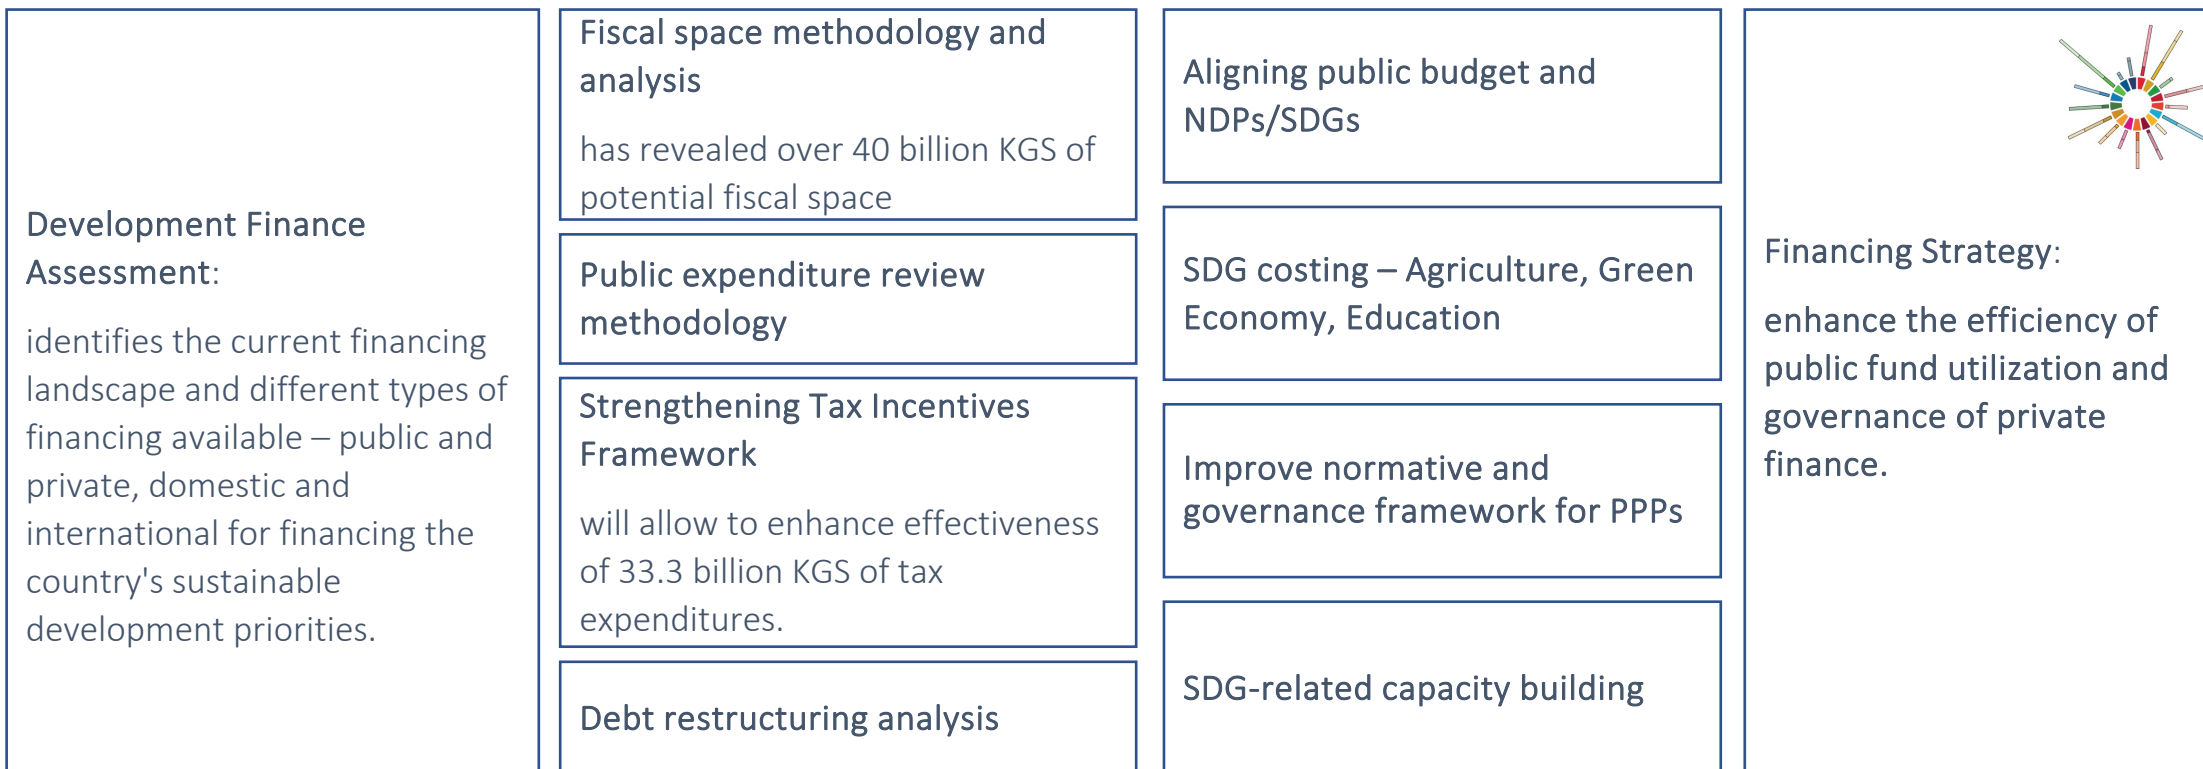 Development Finance
Assessment:
identifies the current financing
landscape and different types of
financing available – public and
private, domestic and
international for financing the
country's sustainable
development priorities.
Fiscal space methodology and
analysis
has revealed over 40 billion KGS of
potential fiscal space
Public expenditure review
methodology
Strengthening Tax Incentives
Framework
will allow to enhance effectiveness
of 33.3 billion KGS of tax
expenditures.
Debt restructuring analysis
Aligning public budget and
NDPs/SDGs
SDG costing – Agriculture, Green
Economy, Education
Improve normative and
governance framework for PPPs
SDG-related capacity building
Financing Strategy:
enhance the efficiency of
public fund utilization and
governance of private
finance.